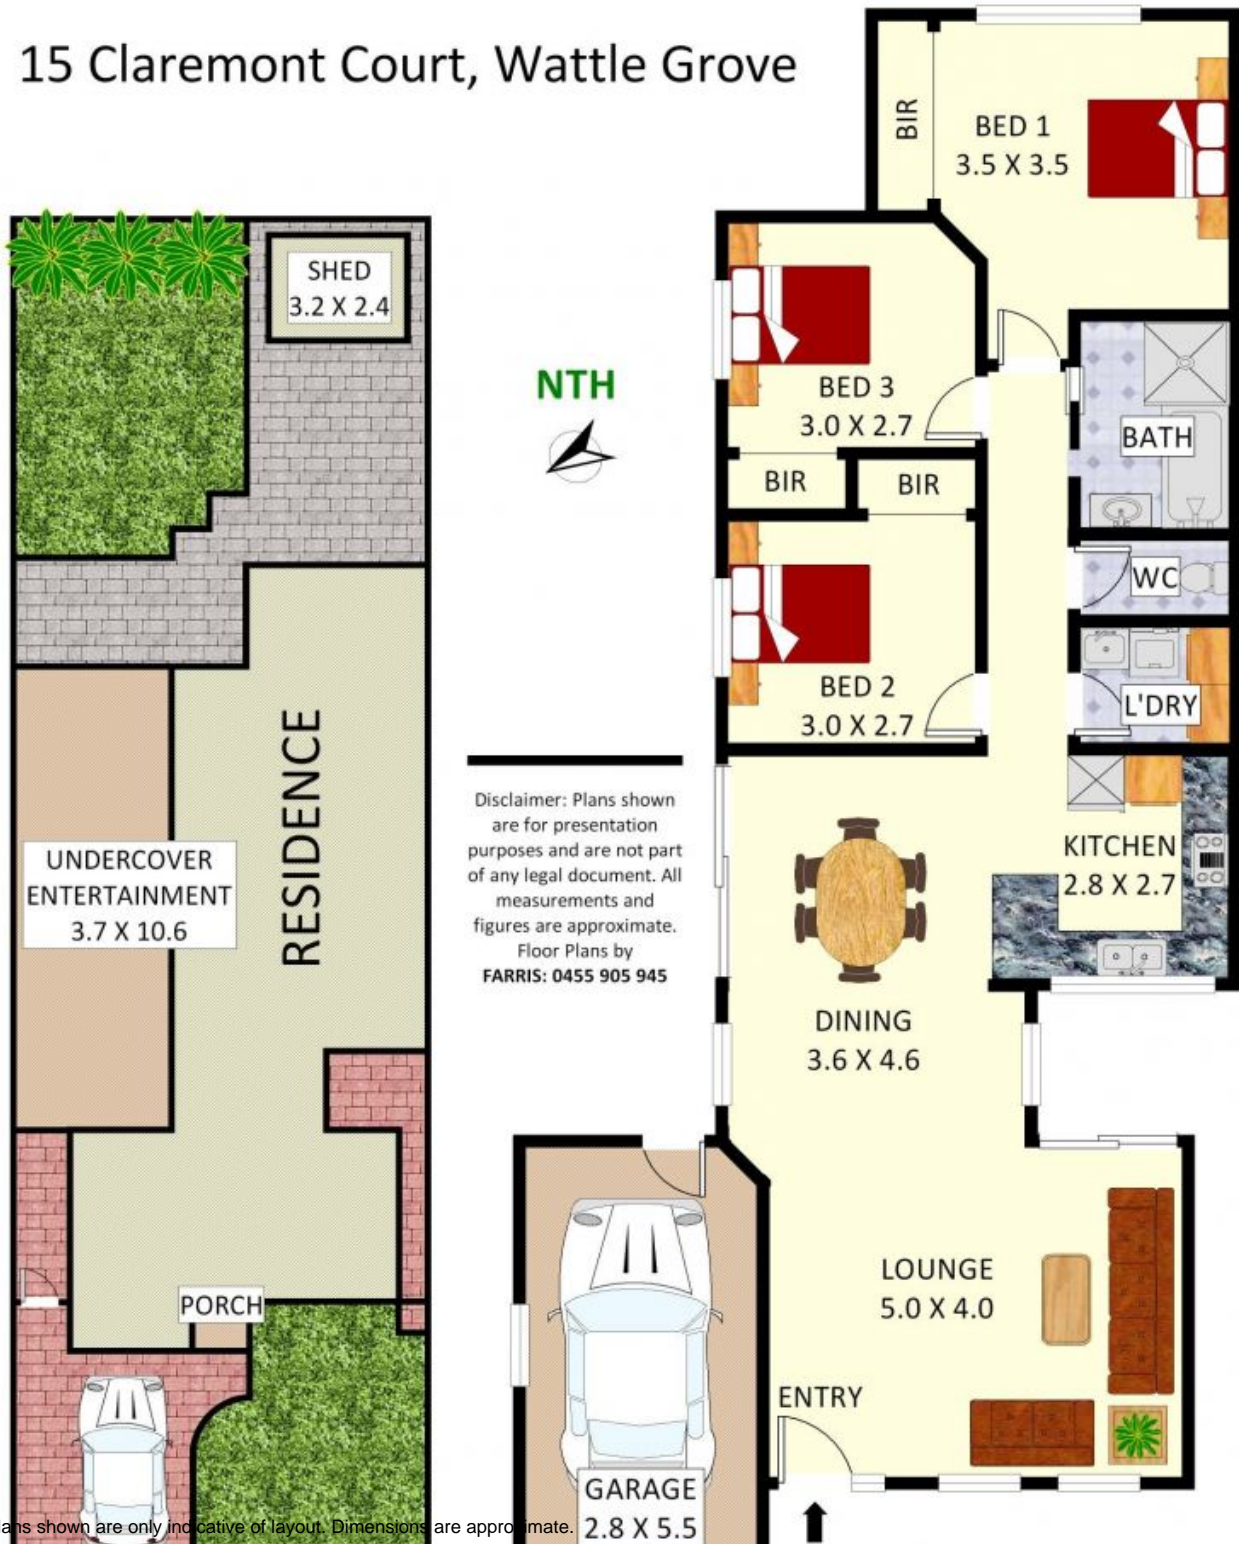 15 Claremont Court, Wattle Grove
BIR
BED 1
3.5 X 3.5
SHED
3.2 X 2.4
NTH
BED 3
3.0 X 2.7
BATH
BIR
BIR
WC
BED 2
3.0 X 2.7
L'DRY
RESIDENCE
UNDERCOVER
ENTERTAINMENT
3.7 X 10.6
Disclaimer: Plans shown
are for presentation
purposes and are not part
of any legal document. All
measurements and
figures are approximate.
Floor Plans by
FARRIS: 0455 905 945
KITCHEN
2.8 X 2.7
DINING
3.6 X 4.6
LOUNGE
5.0 X 4.0
PORCH
ENTRY
GARAGE
2.8 X 5.5
shown are only indicative of layout. Dimensions are approximate.